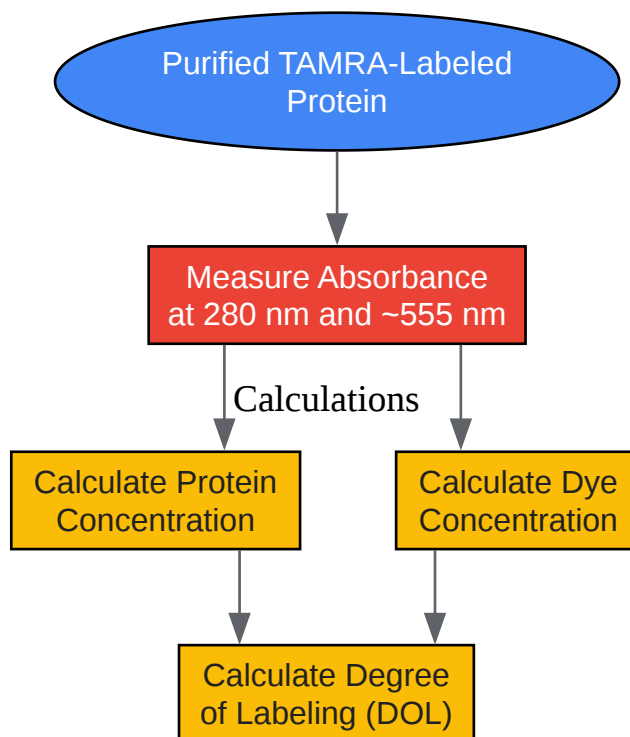 Purified TAMRA-Labeled
Protein
Measure Absorbance
at 280 nm and ~555 nm
Calculations
Calculate Protein
Concentration
Calculate Dye
Concentration
Calculate Degree
of Labeling (DOL)